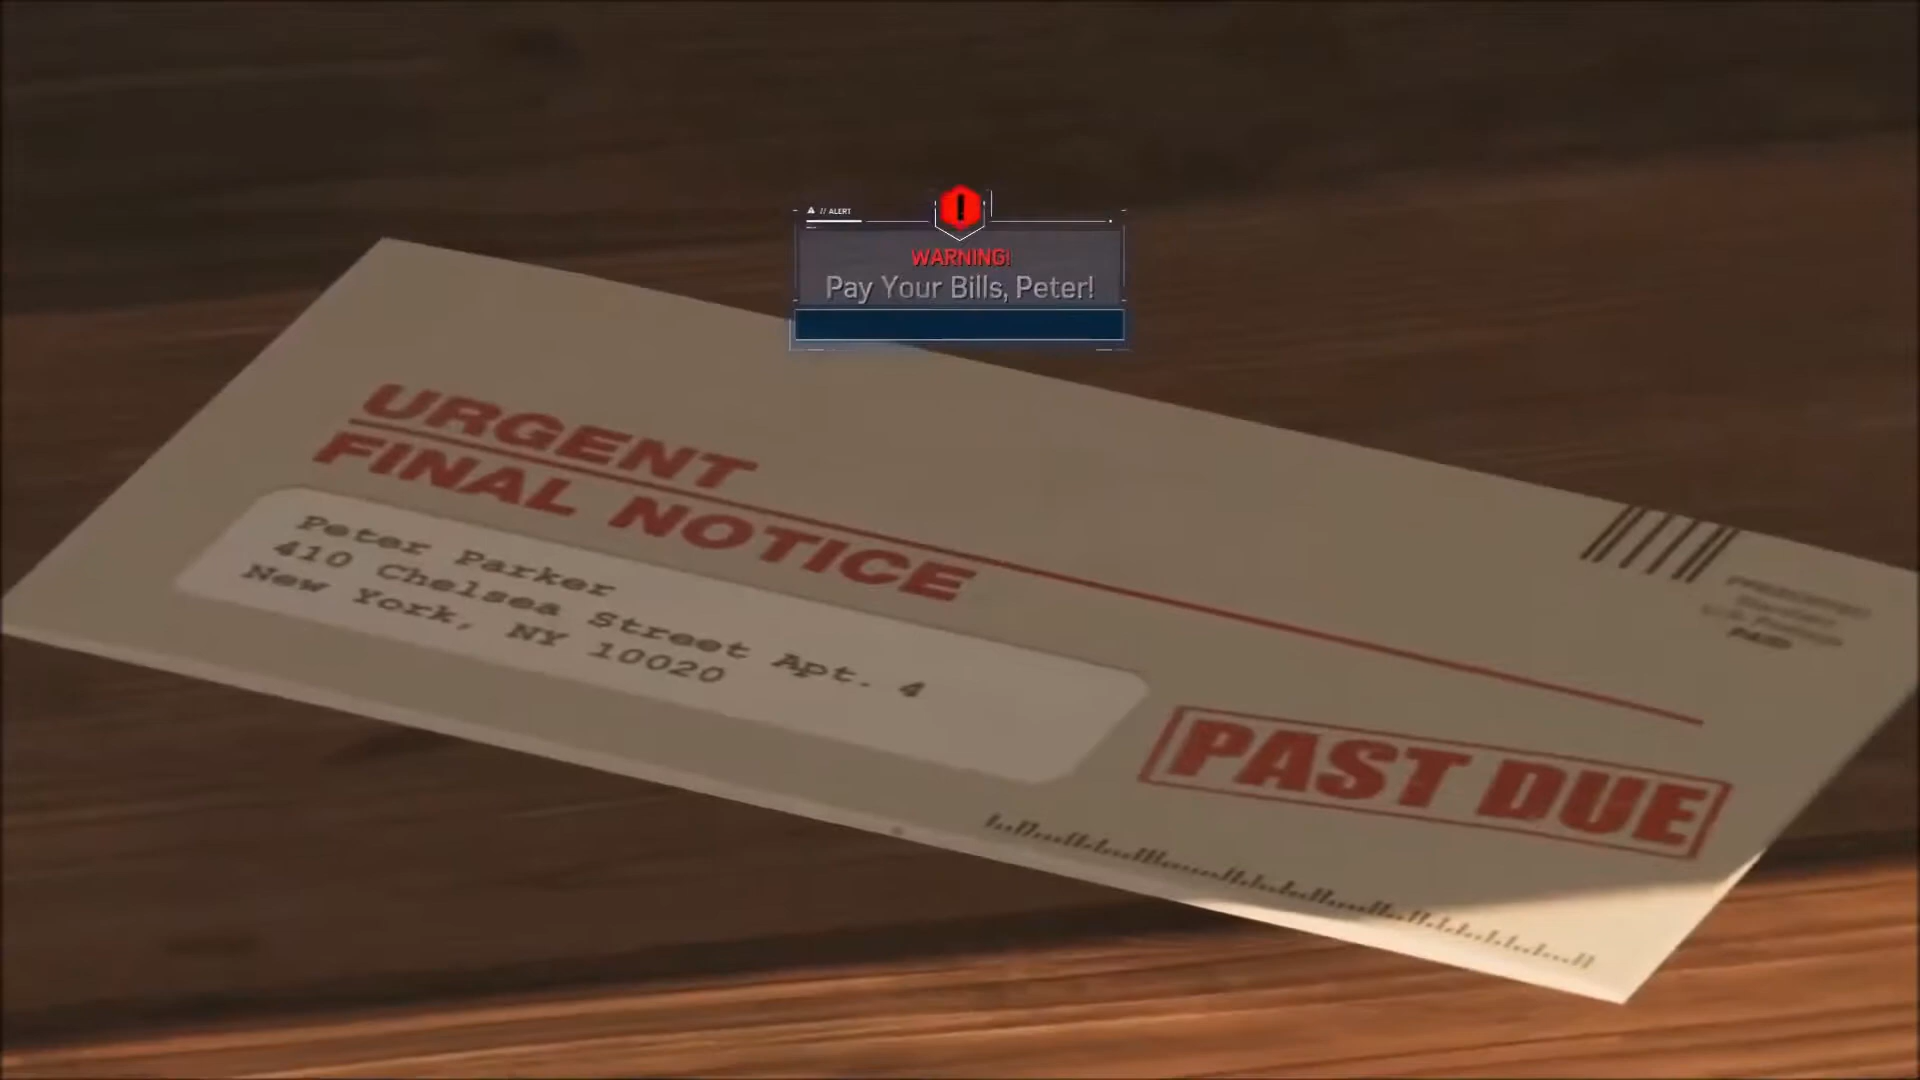 // ALERT
WARNING!
Pay Your Bills, Peter!
URGENT
FINAL NOTICE
Peter Parker
410 Chelsea Street Apt. 4
New York, NY 10020
PAID
PAST DUE